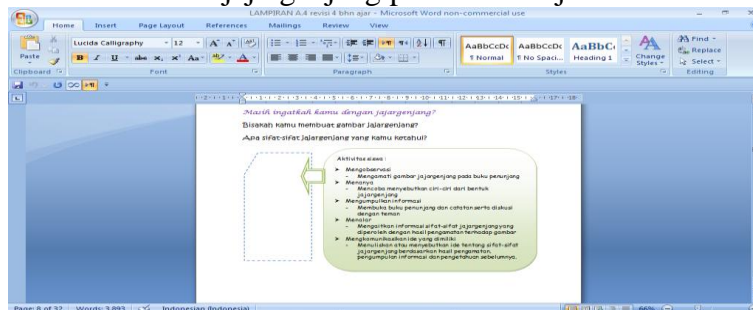 LAMPIRAN A.4 revisi 4 bhn ajar - Microsoft Word non-commercial use
Home Insert Page Layout References Mailings Review View
Paste
Lucida Calligraphy 12
AaBbCcDc AaBbCcDc AaBbC
¶ Normal ¶ No Spaci... Heading 1
Change Styles
Find
Replace
Select
Clipboard Font Paragraph Styles Editing
Masih ingatkah kamu dengan jajargenjang?
Bisakah kamu membuat gambar jajargenjang?
Apa sifat-sifat jajargenjang yang kamu ketahui?
Aktivitas siswa :
➢ Mengobservasi
- Mengamati gambar jajargenjang pada buku penunjang
➢ Menanya
- Mencoba menyebutkan ciri-ciri dari bentuk
jajargenjang
➢ Mengumpulkan informasi
- Membuka buku penunjang dan catatan serta diskusi
dengan teman
➢ Menalar
- Mengaitkan informasi sifat-sifat jajargenjang yang
diperoleh dengan hasil pengamatan terhadap gambar
➢ Mengkomunikasikan ide yang dimiliki
- Menuliskan atau menyebutkan ide tentang sifat-sifat
jajargenjang berdasarkan hasil pengamatan,
pengumpulan informasi dan pengetahuan sebelumnya.
Page: 8 of 32 Words: 3,893 Indonesian (Indonesia) 66%